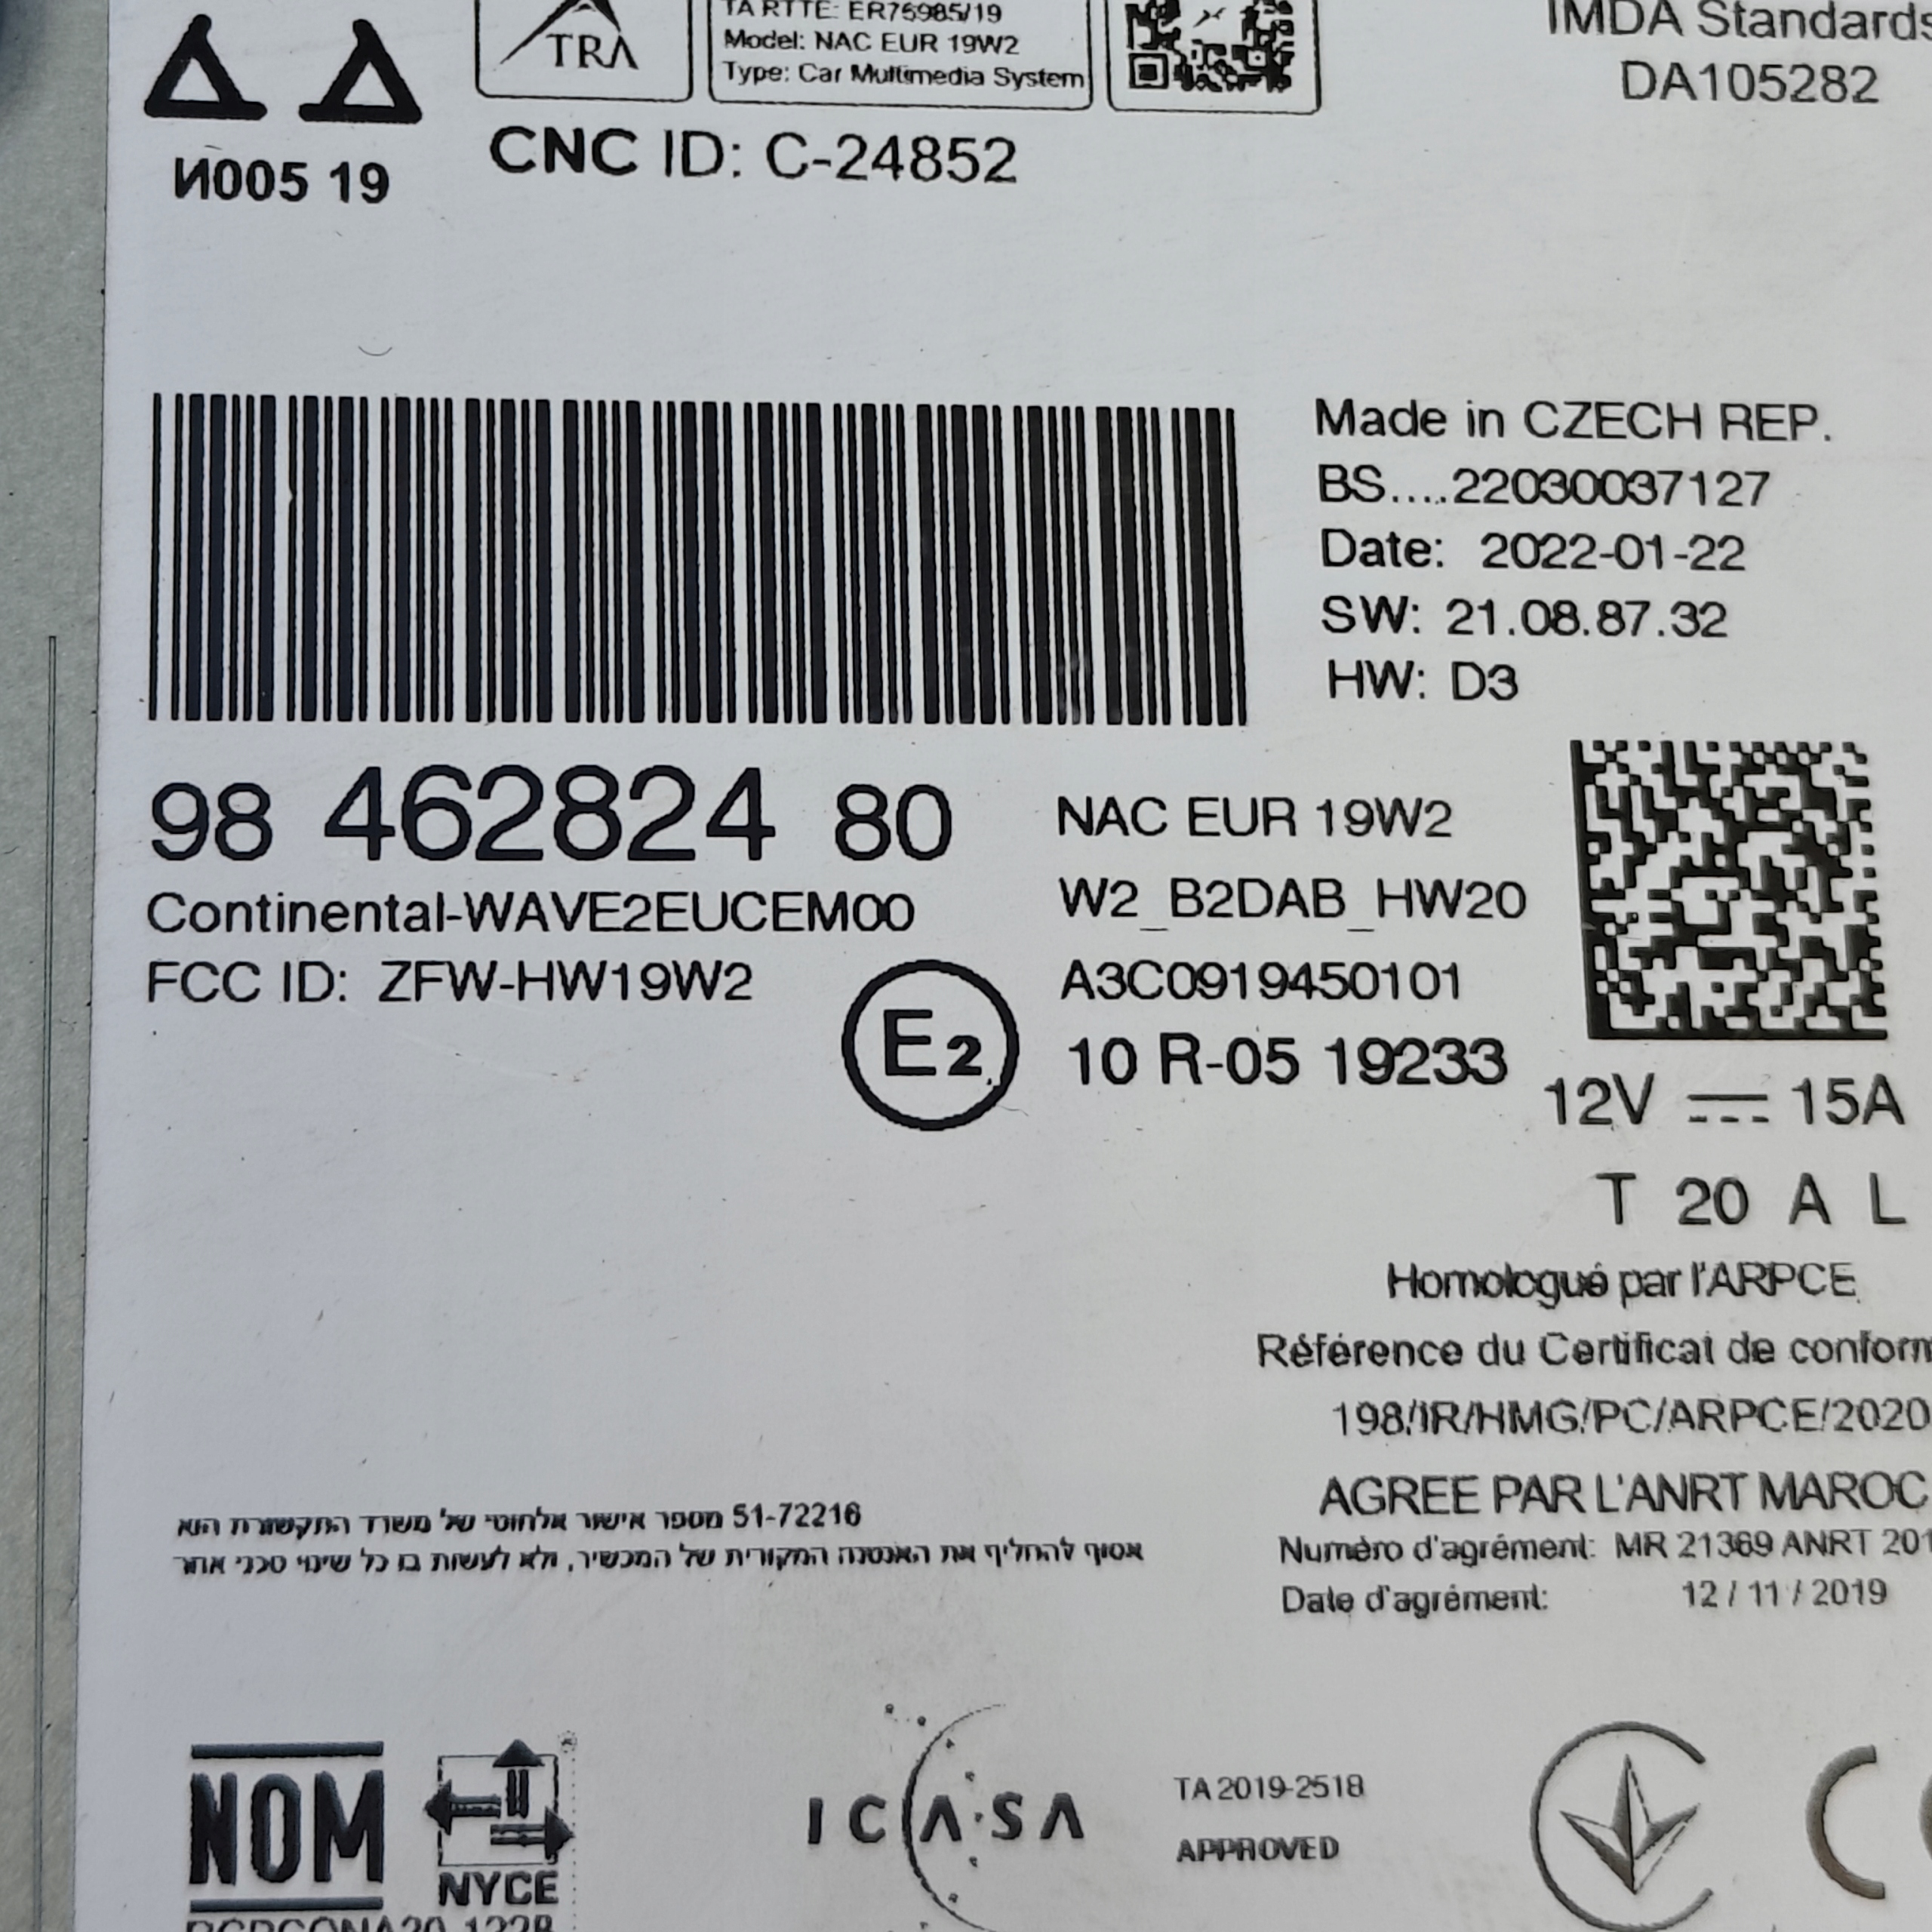 TA RTTE: ER76985/19
Model: NAC EUR 19W2
Type: Car Multimedia System
TRA
IMDA Standards
DA105282
И005 19
CNC ID: C-24852
Made in CZECH REP.
BS....22030037127
Date: 2022-01-22
SW: 21.08.87.32
HW: D3
98 462824 80
Continental-WAVE2EUCEM00
FCC ID: ZFW-HW19W2
E2
NAC EUR 19W2
W2_B2DAB_HW20
A3C0919450101
10 R-05 19233
12V ⎓ 15A
T 20 A L
Homologué par l'ARPCE
Référence du Certificat de conform
198/IR/HMG/PC/ARPCE/2020
AGREE PAR L'ANRT MAROC
Numéro d'agrément: MR 21369 ANRT 201
Date d'agrément: 12 / 11 / 2019
51-72216 מספר אישור אלחוטי של משרד התקשורת הוא
אסור להחליף את האנטנה המקורית של המכשיר, ולא לעשות בו כל שינוי טכני אחר
NOM
NYCE
ICASA
TA 2019-2518
APPROVED
CE